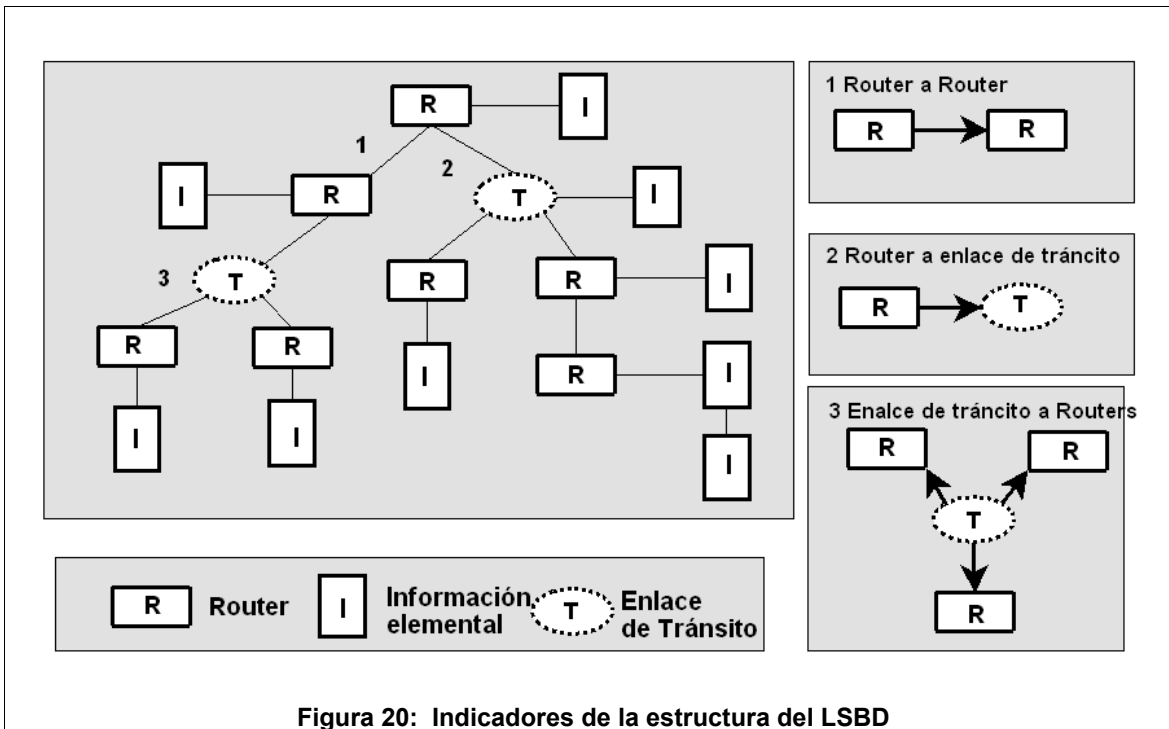 R
I
1
2
I
R
T
I
3
T
R
R
I
R
R
I
R
I
I
I
I
1 Router a Router
R
R
2 Router a enlace de tráncito
R
T
3 Enalce de tráncito a Routers
R
R
T
R
R
Router
I
Información
elemental
T
Enlace
de Tránsito
Figura 20: Indicadores de la estructura del LSBD